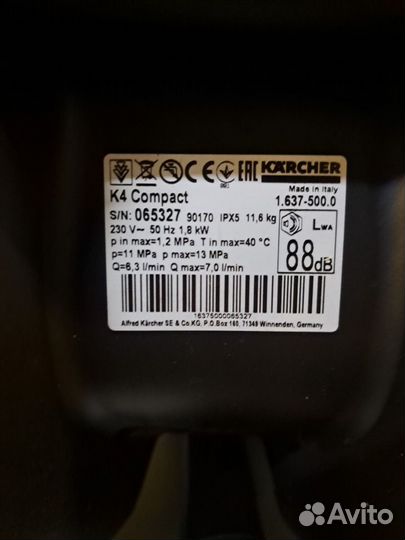 EAC KÄRCHER
K4 Compact Made in Italy
S/N: 065327 90170 IPX5 11,6 kg 1.637-500.0
230 V~ 50 Hz 1,8 kW
p in max=1,2 MPa T in max=40 °C
p=11 MPa p max=13 MPa
Q=6,3 l/min Q max=7,0 l/min
LWA
88dB
16375000065327
Alfred Kärcher SE & Co.KG, P.O.Box 160, 71349 Winnenden, Germany
Avito